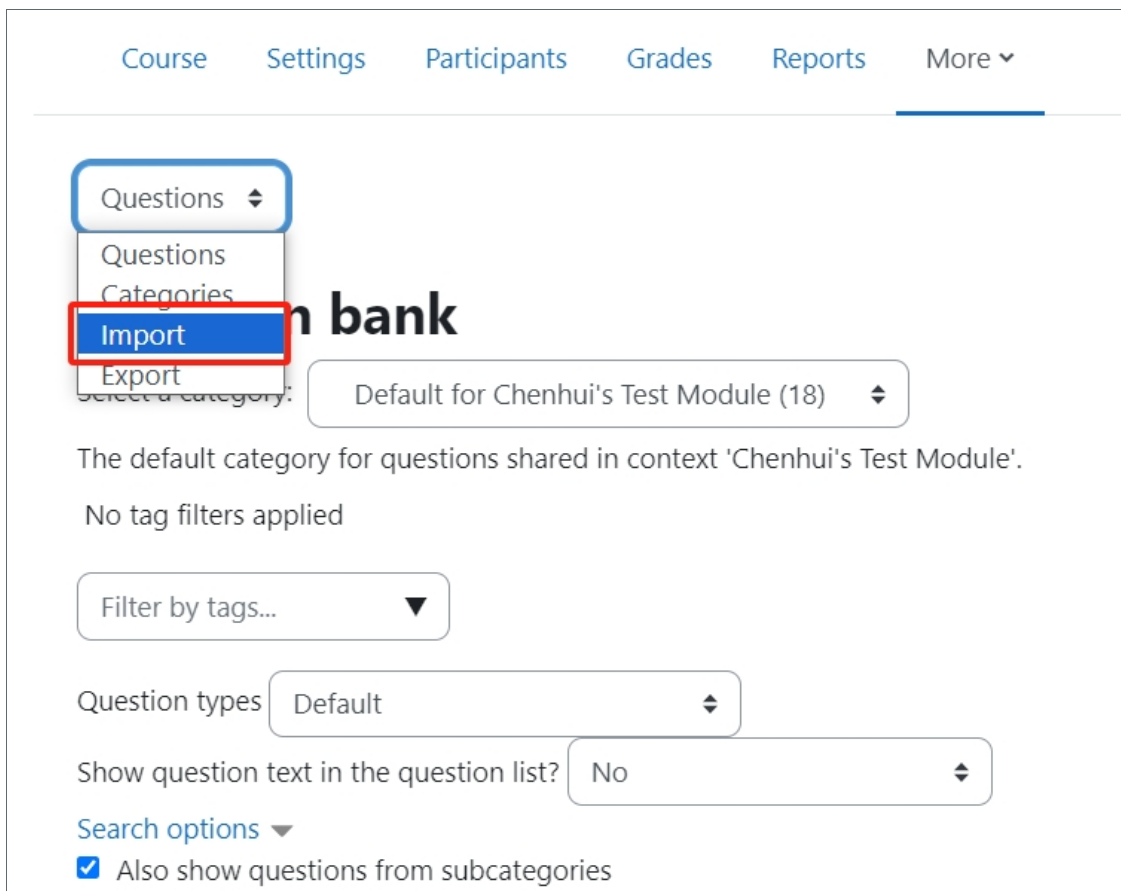 Course Settings Participants Grades Reports More
Questions
Questions
Categories
Import
Export
n bank
Select a category: Default for Chenhui's Test Module (18)
The default category for questions shared in context 'Chenhui's Test Module'.
No tag filters applied
Filter by tags...
Question types Default
Show question text in the question list? No
Search options
Also show questions from subcategories